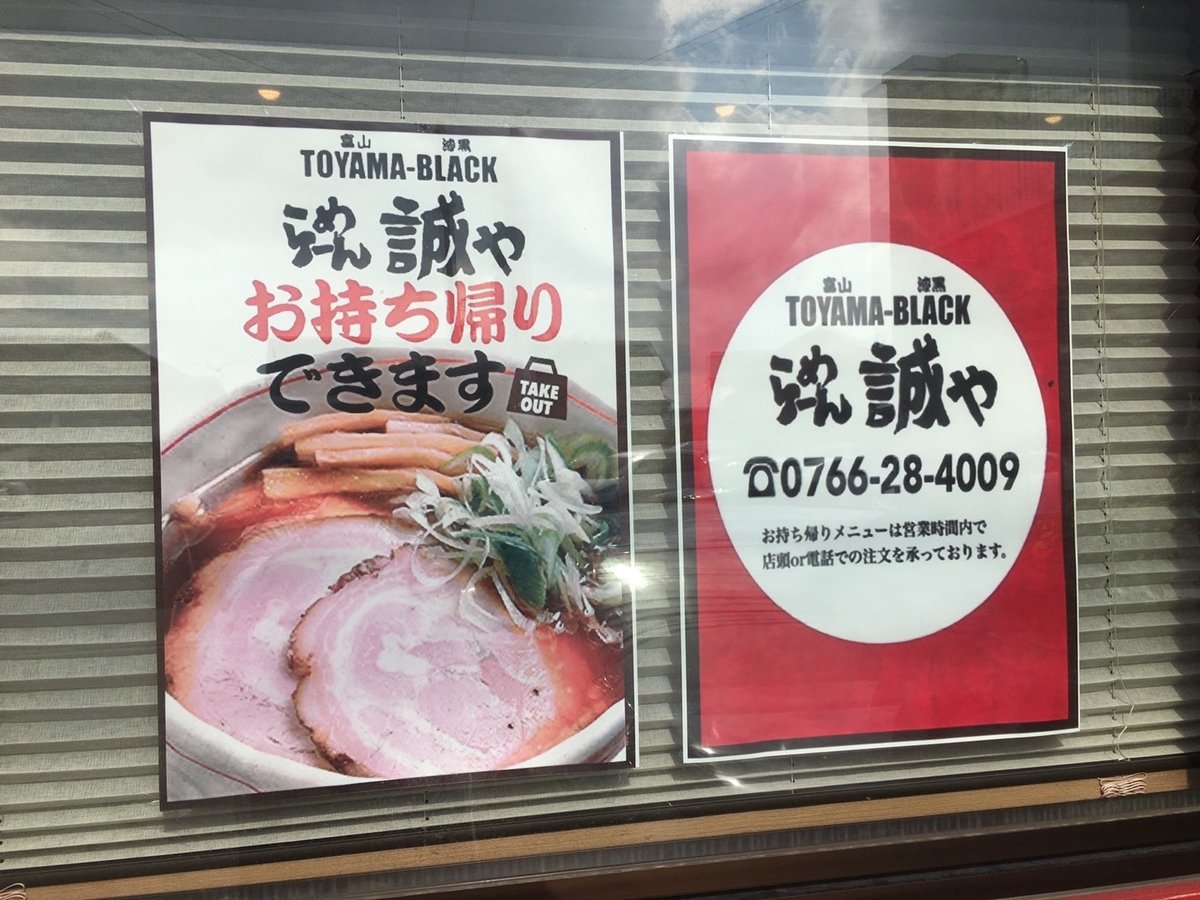 富山 漆黒
TOYAMA-BLACK
らーめん 誠や
お持ち帰り
できます
TAKE
OUT
富山 漆黒
TOYAMA-BLACK
らーめん 誠や
☎0766-28-4009
お持ち帰りメニューは営業時間内で
店頭or電話での注文を承っております。